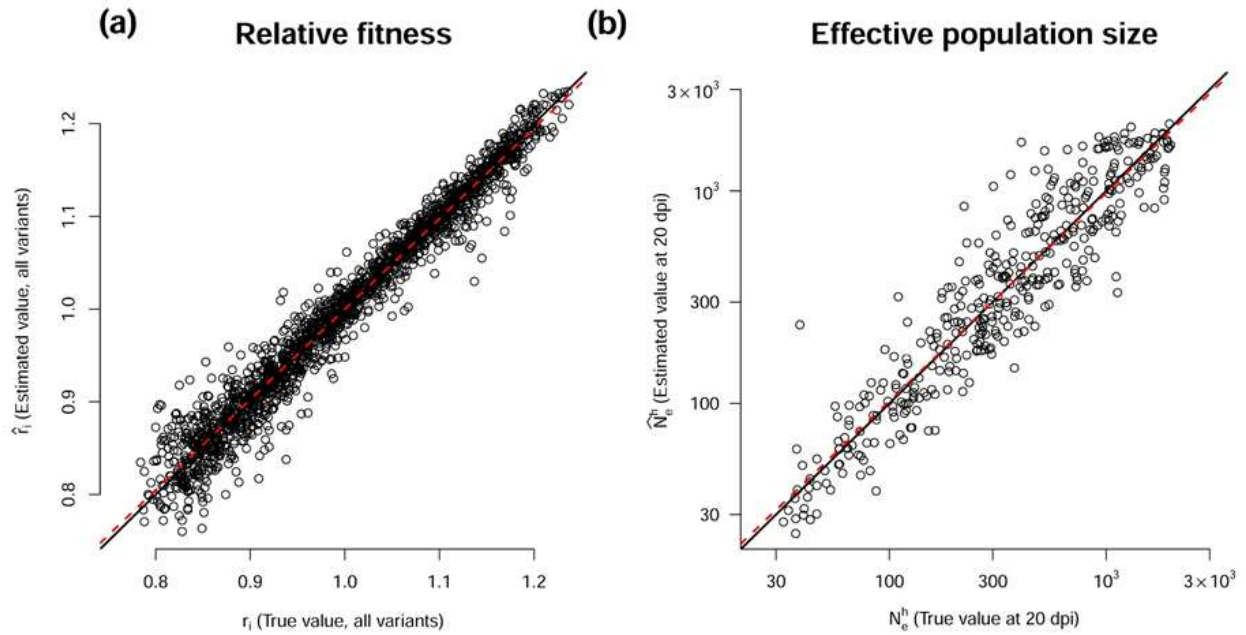 (a) Relative fitness
r̂ᵢ (Estimated value, all variants)
1.2
1.1
1.0
0.9
0.8
0.8 0.9 1.0 1.1 1.2
rᵢ (True value, all variants)
(b) Effective population size
N̂ₑʰ (Estimated value at 20 dpi)
3 × 10³
10³
300
100
30
30 100 300 10³ 3 × 10³
Nₑʰ (True value at 20 dpi)